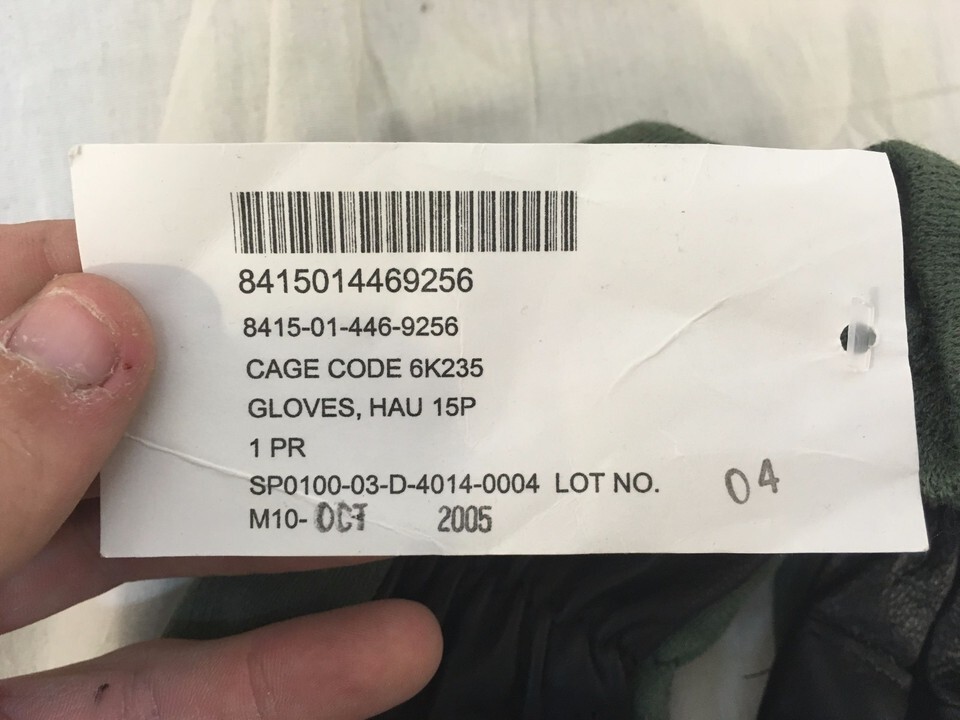 8415014469256
8415-01-446-9256
CAGE CODE 6K235
GLOVES, HAU 15P
1 PR
SP0100-03-D-4014-0004 LOT NO. 04
M10- OCT 2005